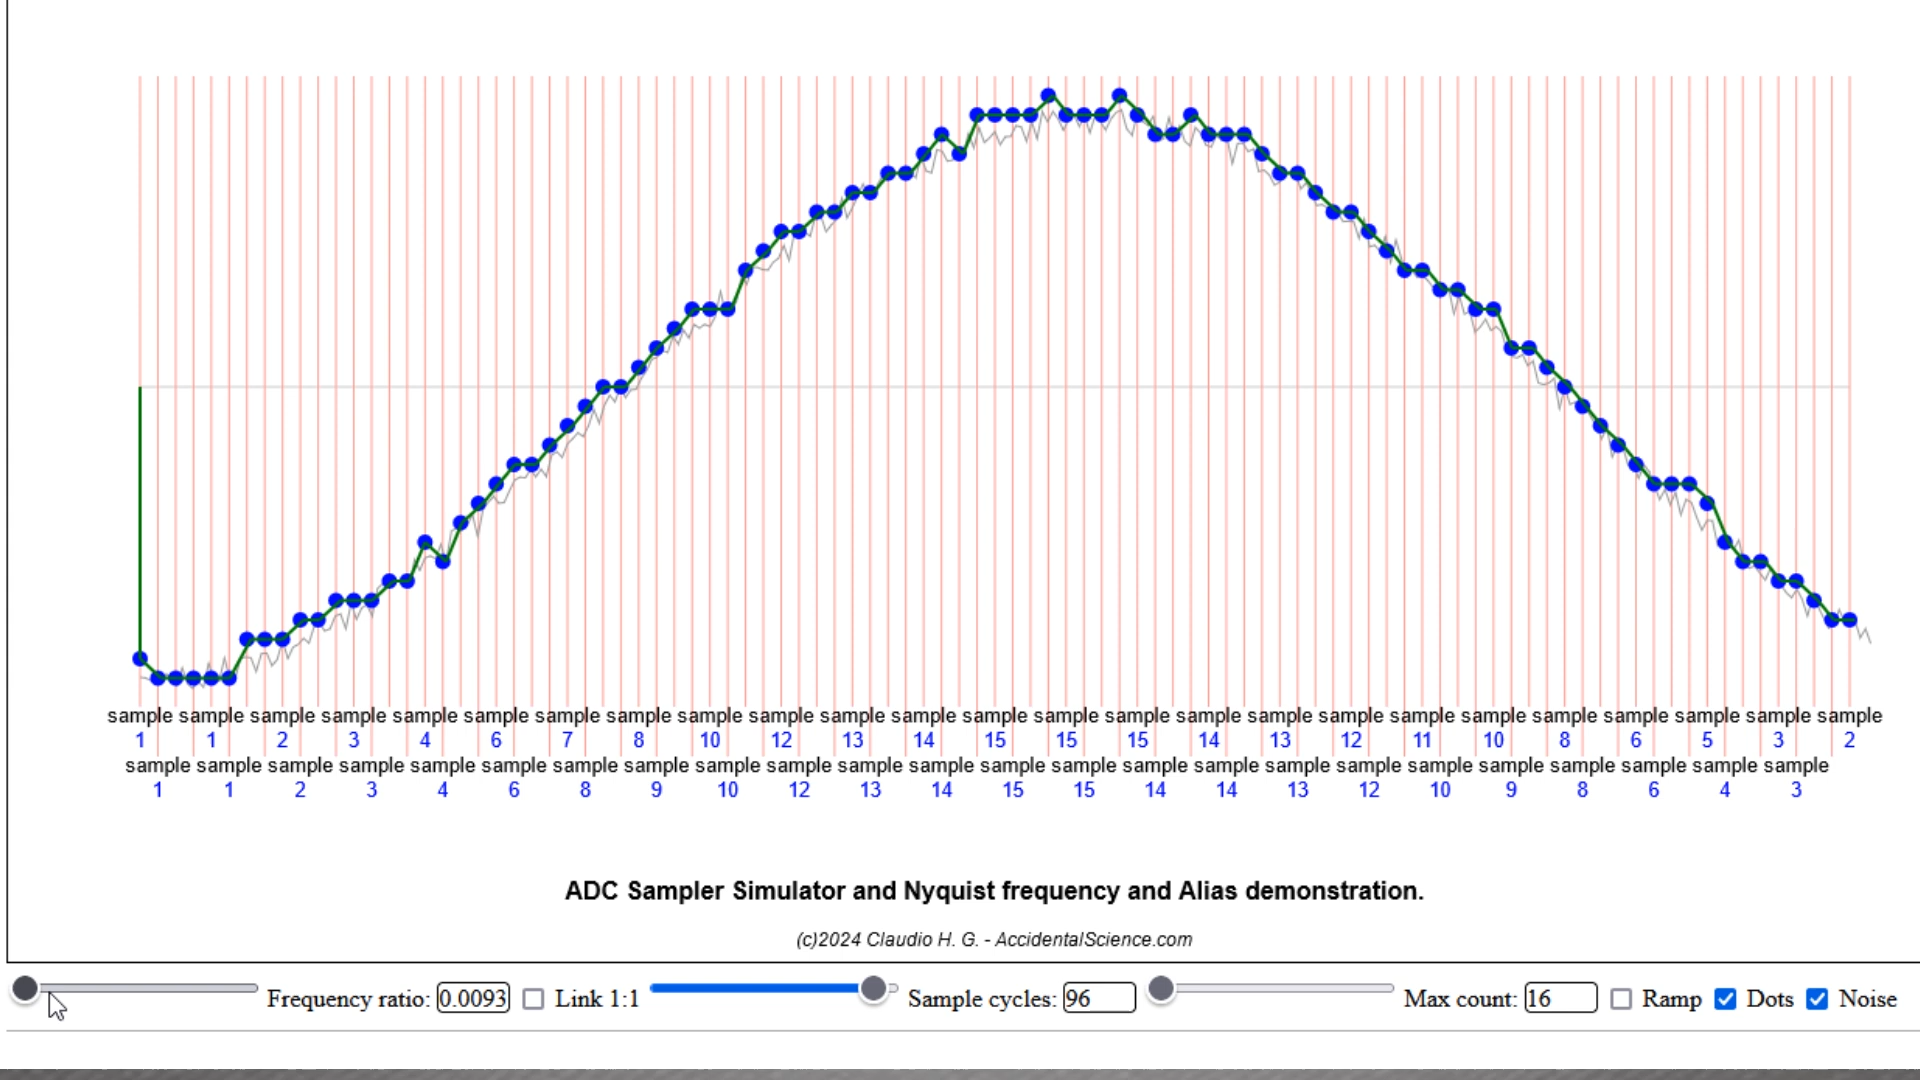 sample sample sample sample sample sample sample sample sample sample sample sample sample sample sample sample sample sample sample sample sample sample sample sample sample
1 1 2 3 4 6 7 8 10 12 13 14 15 15 15 14 13 12 11 10 8 6 5 3 2
sample sample sample sample sample sample sample sample sample sample sample sample sample sample sample sample sample sample sample sample sample sample sample sample
1 1 2 3 4 6 8 9 10 12 13 14 15 15 14 14 13 12 10 9 8 6 4 3
ADC Sampler Simulator and Nyquist frequency and Alias demonstration.
(c)2024 Claudio H. G. - AccidentalScience.com
Frequency ratio: 0.0093 Link 1:1 Sample cycles: 96 Max count: 16 Ramp Dots Noise